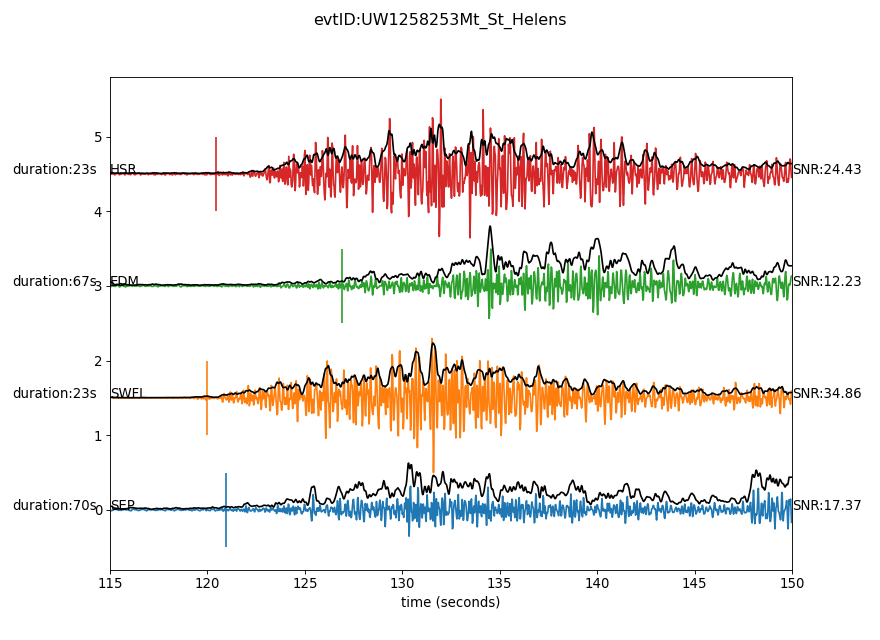 evtID:UW1258253Mt_St_Helens
5
duration:23s HSR SNR:24.43
4
duration:67s EDM SNR:12.23
3
2
duration:23s SWFL SNR:34.86
1
duration:70s SEP SNR:17.37
0
115 120 125 130 135 140 145 150
time (seconds)